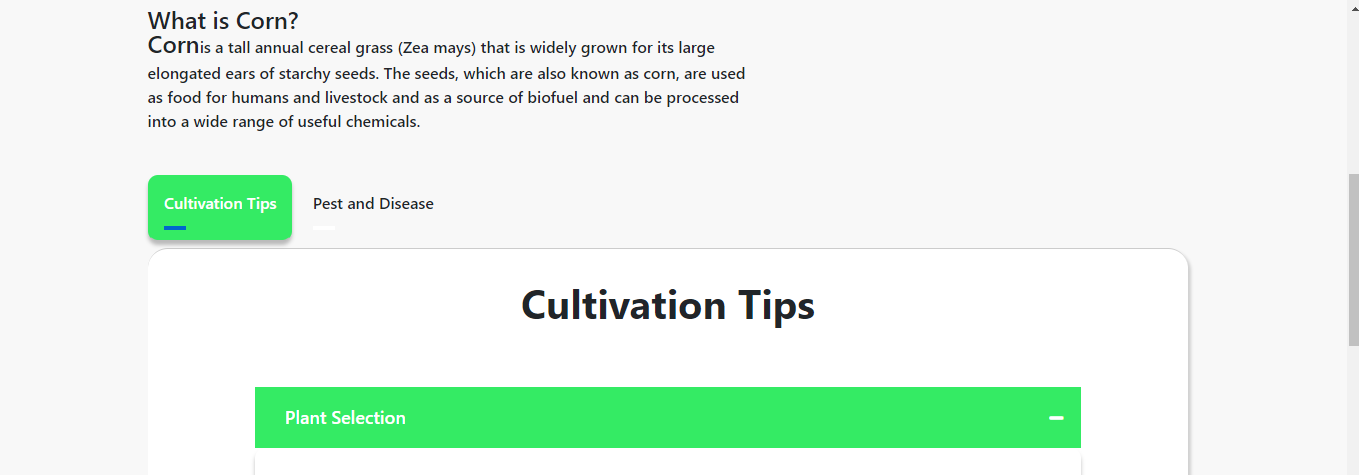 What is Corn?
Corn is a tall annual cereal grass (Zea mays) that is widely grown for its large
elongated ears of starchy seeds. The seeds, which are also known as corn, are used
as food for humans and livestock and as a source of biofuel and can be processed
into a wide range of useful chemicals.
Cultivation Tips Pest and Disease
Cultivation Tips
Plant Selection